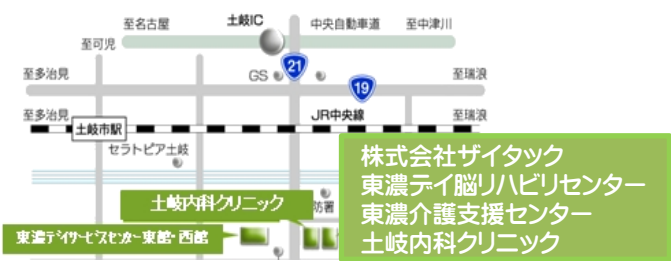 至名古屋
土岐IC
中央自動車道
至中津川
至可児
至多治見
GS
21
19
至瑞浪
至多治見
JR中央線
至瑞浪
土岐市駅
セラトピア土岐
土岐内科クリニック
防署
東濃デイサービスセンター東館・西館
株式会社ザイタック
東濃デイ脳リハビリセンター
東濃介護支援センター
土岐内科クリニック